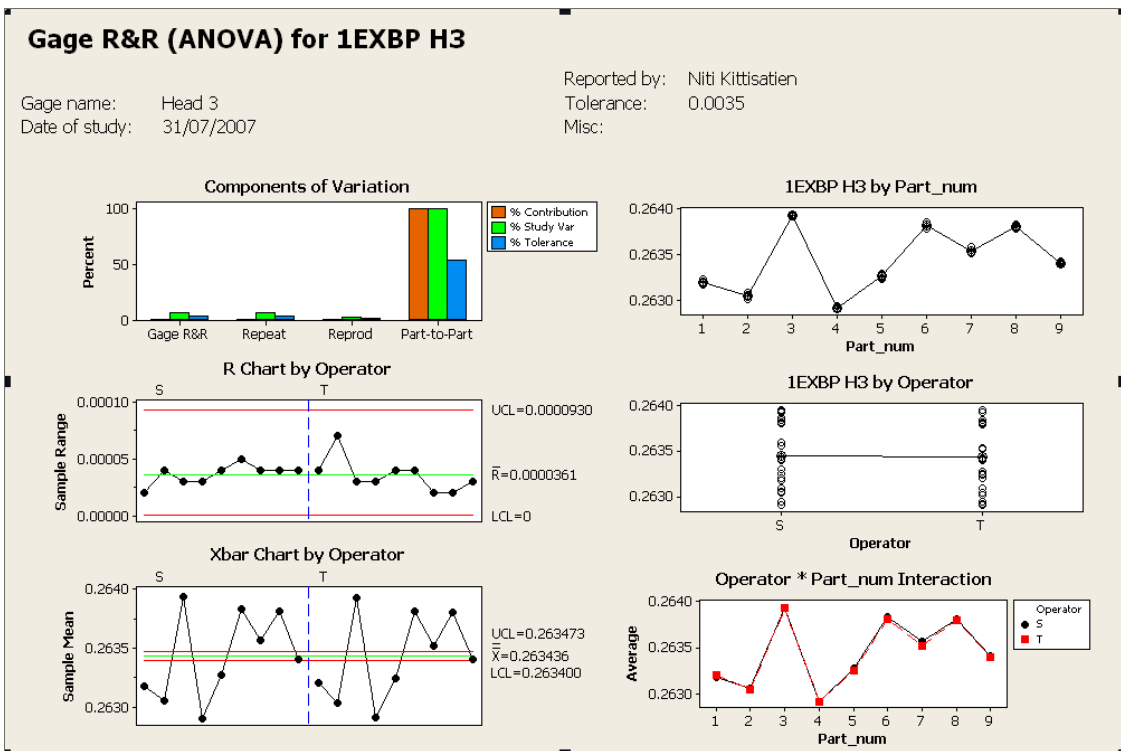 Gage R&R (ANOVA) for 1EXBP H3
Gage name: Head 3
Date of study: 31/07/2007
Reported by: Niti Kittisatien
Tolerance: 0.0035
Misc:
Components of Variation
Percent
100
50
0
Gage R&R Repeat Reprod Part-to-Part
% Contribution
% Study Var
% Tolerance
R Chart by Operator
S T
Sample Range
0.00010
0.00005
0.00000
UCL=0.0000930
R=0.0000361
LCL=0
Xbar Chart by Operator
S T
Sample Mean
0.2640
0.2635
0.2630
UCL=0.263473
X=0.263436
LCL=0.263400
1EXBP H3 by Part_num
0.2640
0.2635
0.2630
1 2 3 4 5 6 7 8 9
Part_num
1EXBP H3 by Operator
0.2640
0.2635
0.2630
S T
Operator
Operator * Part_num Interaction
Average
0.2640
0.2635
0.2630
1 2 3 4 5 6 7 8 9
Part_num
Operator
S
T